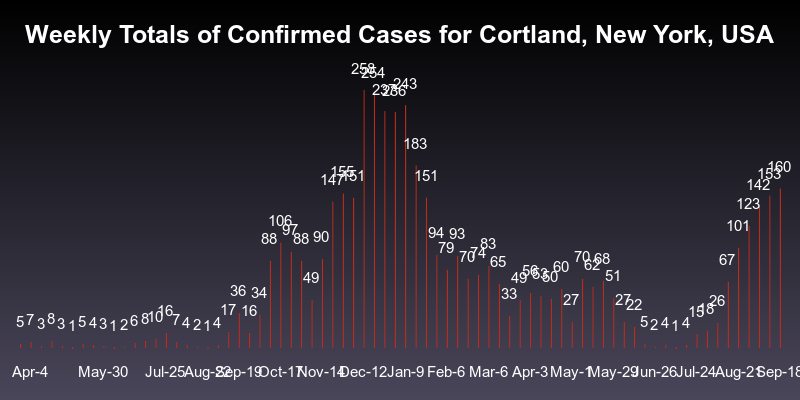 Weekly Totals of Confirmed Cases for Cortland, New York, USA
5 7 3 8 3 1 5 4 3 1 2 6 8 10 16 7 4 2 1 4 17 36 16 34 88 106 97 88 49 90 147 155 151 258 254 237 236 243 183 151 94 79 93 70 74 83 65 33 49 56 53 50 60 27 70 62 68 51 27 22 5 2 4 1 4 15 18 26 67 101 123 142 153 160
Apr-4 May-30 Jul-25 Aug-22 Sep-19 Oct-17 Nov-14 Dec-12 Jan-9 Feb-6 Mar-6 Apr-3 May-1 May-29 Jun-26 Jul-24 Aug-21 Sep-18